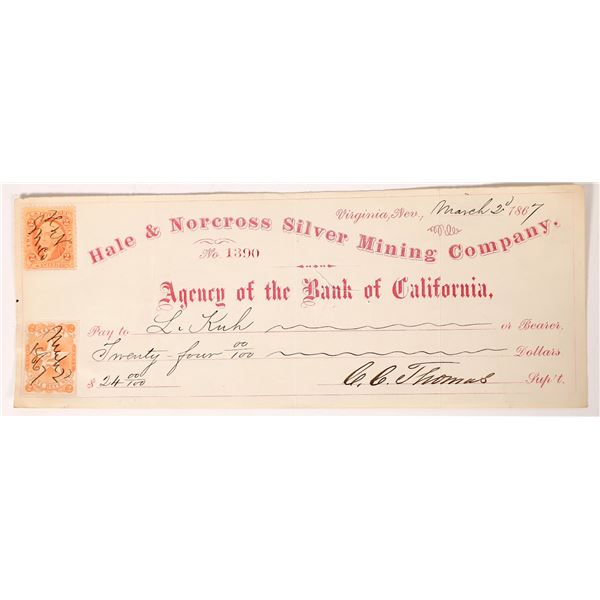 Virginia, Nev., March 2d 1867
Hale & Norcross Silver Mining Company.
No. 1390
Agency of the Bank of California,
Pay to L. Kuh or Bearer,
Twenty-four 00/100 Dollars
$ 24 00/100 C. C. Thomas Sup't.